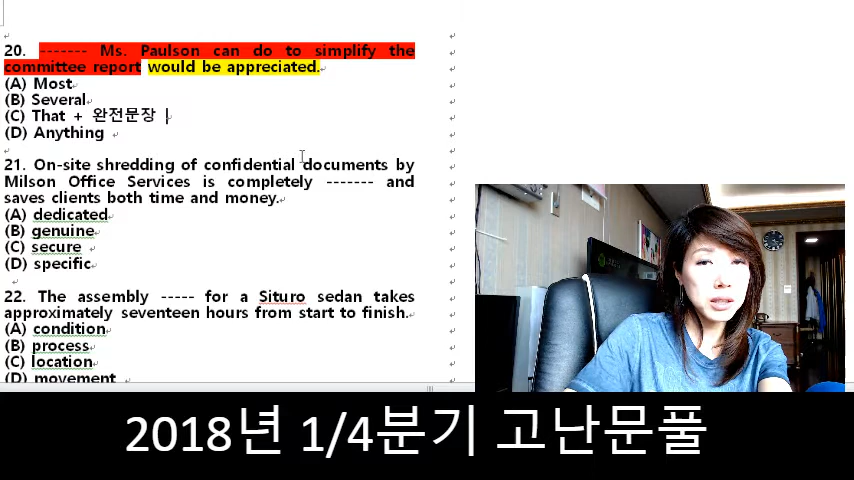 20. ------- Ms. Paulson can do to simplify the
committee report would be appreciated.
(A) Most
(B) Several
(C) That + 완전문장
(D) Anything
21. On-site shredding of confidential documents by
Milson Office Services is completely ------- and
saves clients both time and money.
(A) dedicated
(B) genuine
(C) secure
(D) specific
22. The assembly ----- for a Situro sedan takes
approximately seventeen hours from start to finish.
(A) condition
(B) process
(C) location
(D) movement
2018년 1/4분기 고난문풀